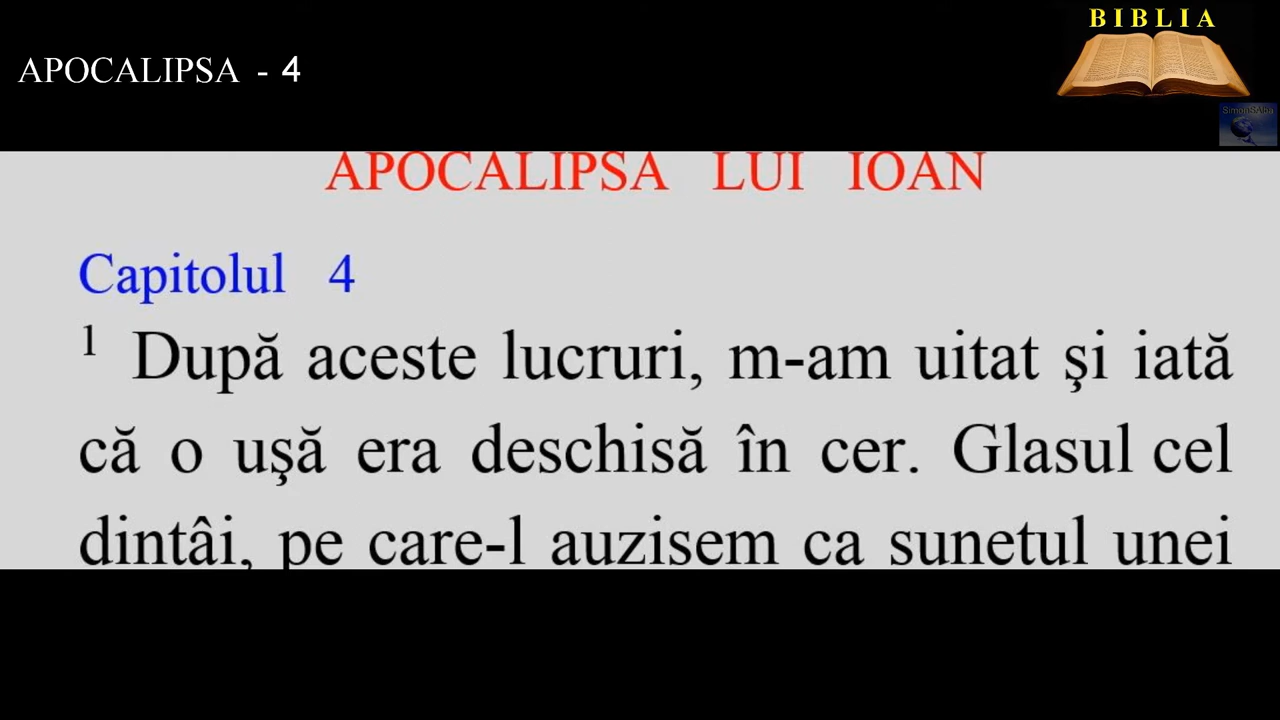 BIBLIA
APOCALIPSA - 4
APOCALIPSA LUI IOAN
Capitolul 4
1 După aceste lucruri, m-am uitat şi iată
că o uşă era deschisă în cer. Glasul cel
dintâi, pe care-l auzisem ca sunetul unei